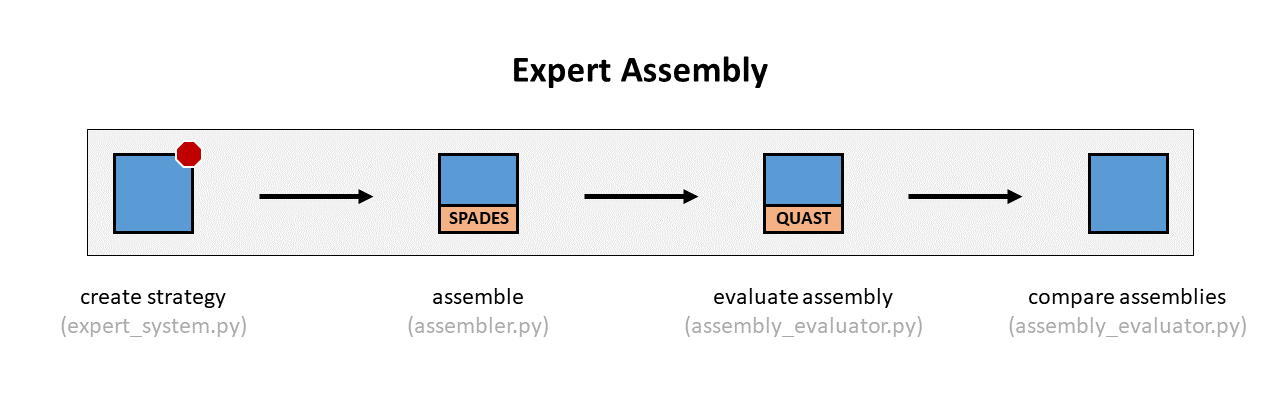 Expert Assembly
SPADES
QUAST
create strategy
assemble
evaluate assembly
compare assemblies
(expert_system.py)
(assembler.py)
(assembly_evaluator.py)
(assembly_evaluator.py)